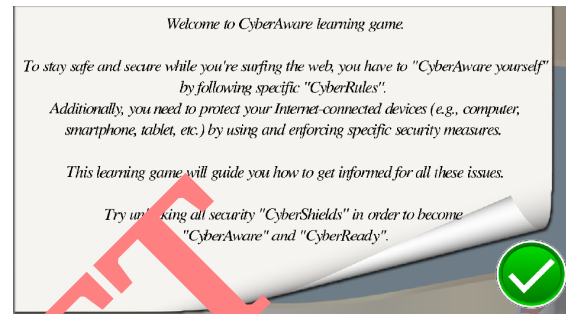 Welcome to CyberAware learning game.
To stay safe and secure while you're surfing the web, you have to "CyberAware yourself"
by following specific "CyberRules".
Additionally, you need to protect your Internet-connected devices (e.g., computer,
smartphone, tablet, etc.) by using and enforcing specific security measures.
This learning game will guide you how to get informed for all these issues.
Try all security "CyberShields" in order to become
"CyberAware" and "CyberReady".